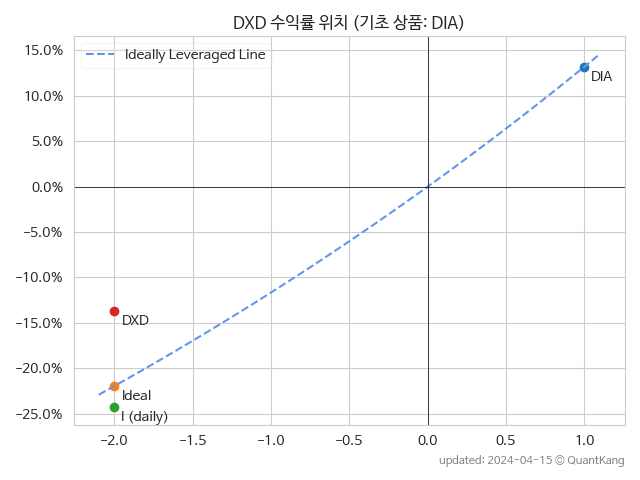 DXD 수익률 위치 (기초 상품: DIA)
Ideally Leveraged Line
15.0%
10.0%
5.0%
0.0%
−5.0%
−10.0%
−15.0%
−20.0%
−25.0%
DIA
DXD
Ideal
I (daily)
−2.0 −1.5 −1.0 −0.5 0.0 0.5 1.0
updated: 2024-04-15 © QuantKang